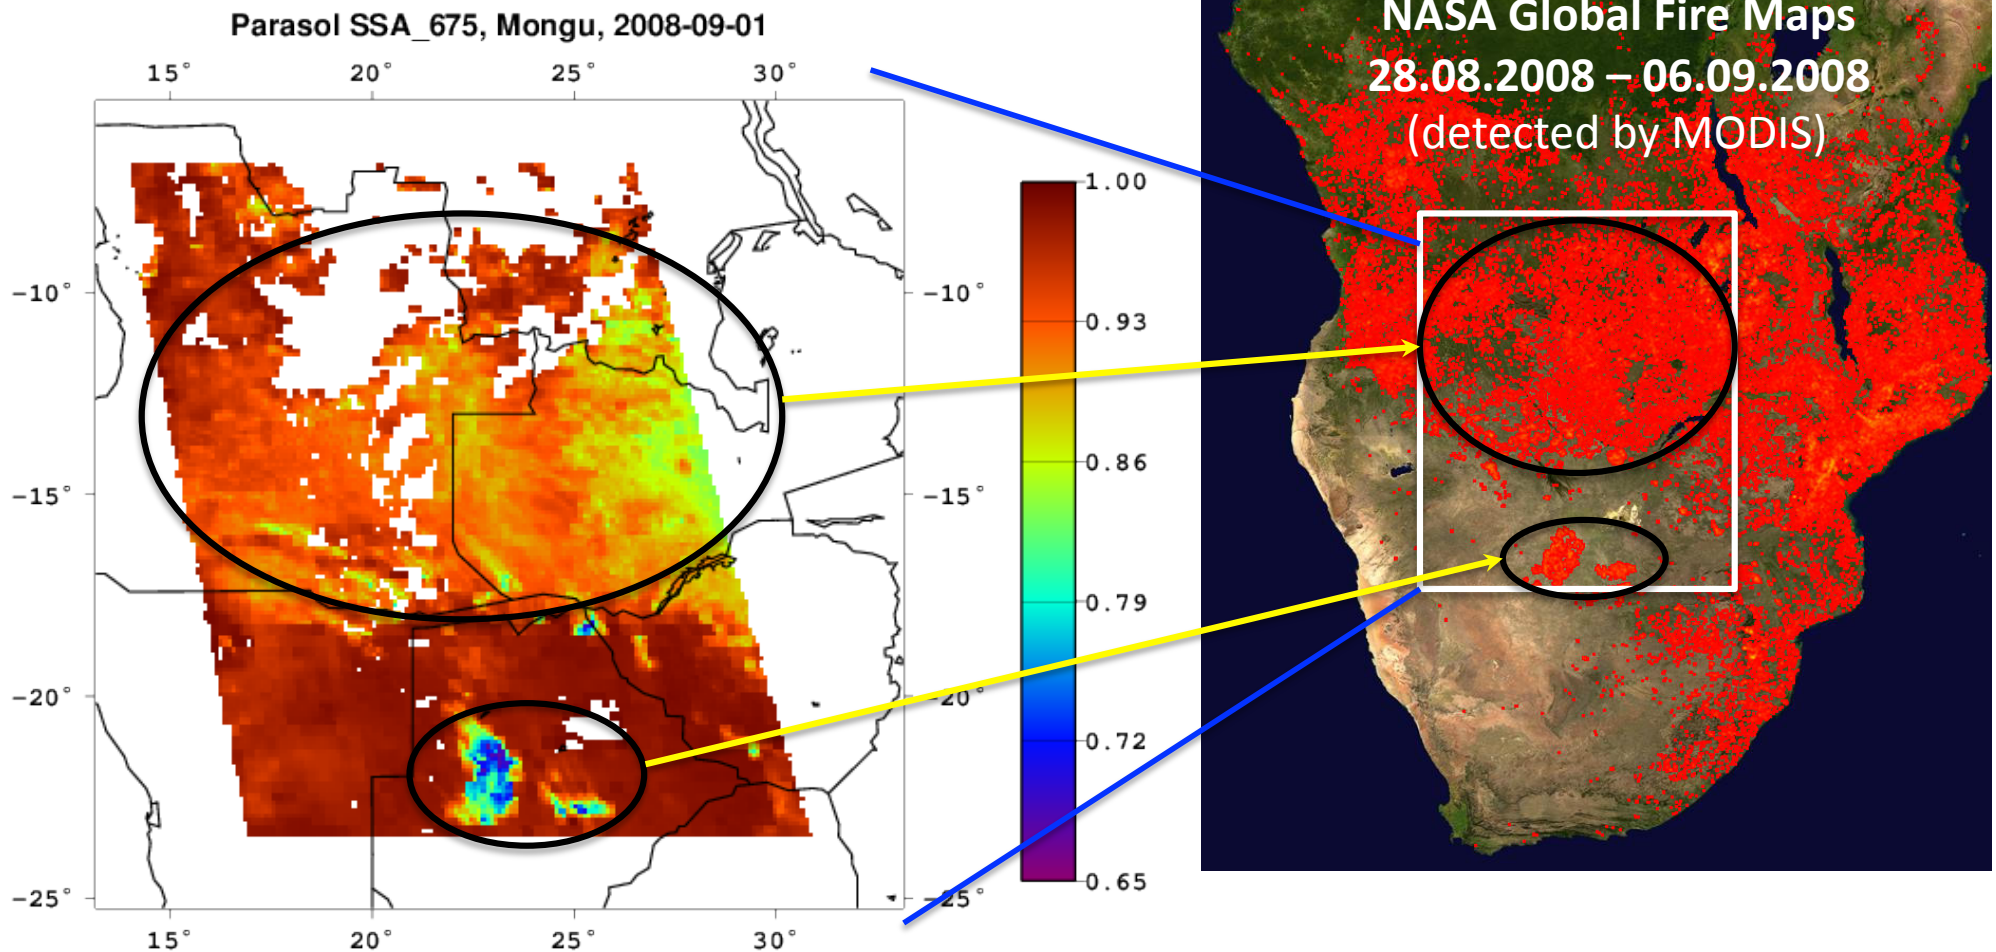 Parasol SSA_675, Mongu, 2008-09-01
15° 20° 25° 30°
-10° -10°
-15° -15°
-20° -20°
-25° -25°
15° 20° 25° 30°
1.00
0.93
0.86
0.79
0.72
0.65
NASA Global Fire Maps
28.08.2008 – 06.09.2008
(detected by MODIS)